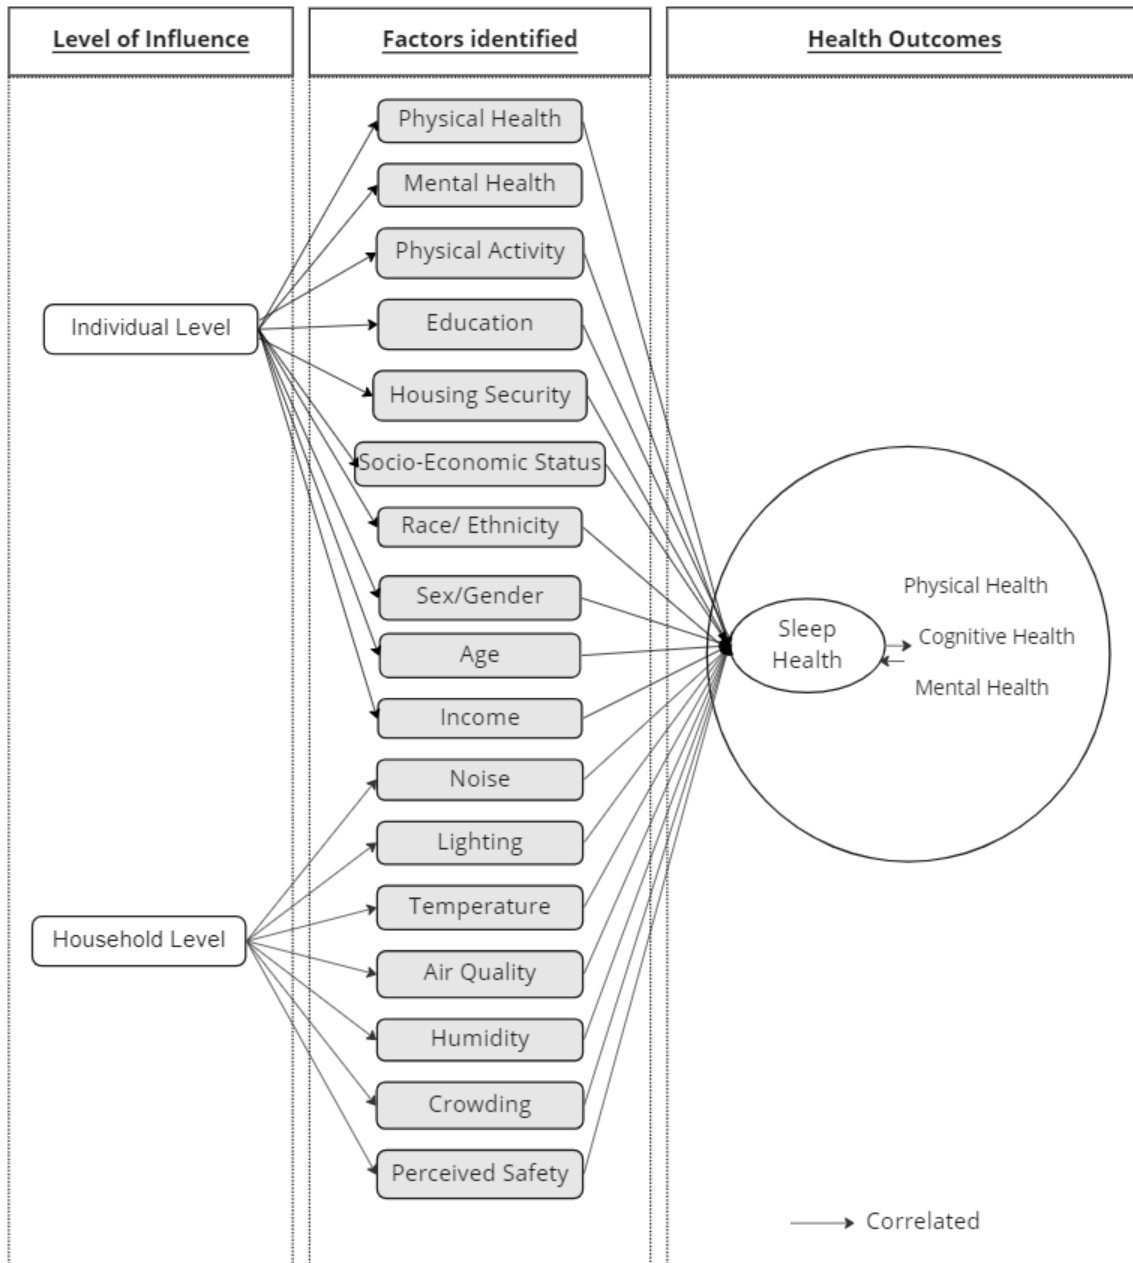 Level of Influence
Factors identified
Health Outcomes
Physical Health
Mental Health
Physical Activity
Individual Level
Education
Housing Security
Socio-Economic Status
Race/ Ethnicity
Sex/Gender
Age
Income
Noise
Lighting
Temperature
Household Level
Air Quality
Humidity
Crowding
Perceived Safety
Sleep
Health
Physical Health
Cognitive Health
Mental Health
Correlated